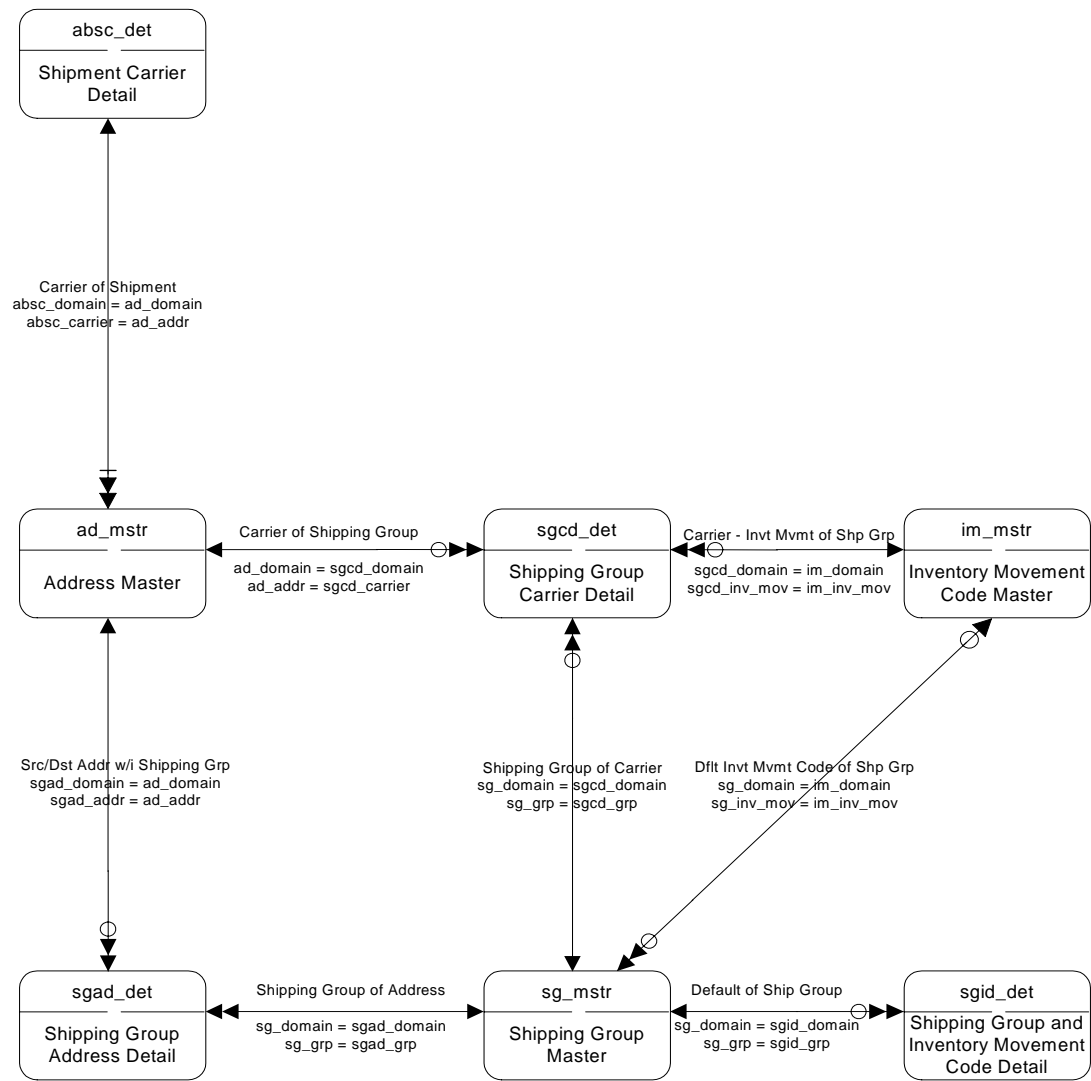 absc_det
Shipment Carrier
Detail
Carrier of Shipment
absc_domain = ad_domain
absc_carrier = ad_addr
ad_mstr
Address Master
Carrier of Shipping Group
ad_domain = sgcd_domain
ad_addr = sgcd_carrier
sgcd_det
Shipping Group
Carrier Detail
Carrier - Invt Mvmt of Shp Grp
sgcd_domain = im_domain
sgcd_inv_mov = im_inv_mov
im_mstr
Inventory Movement
Code Master
Src/Dst Addr w/i Shipping Grp
sgad_domain = ad_domain
sgad_addr = ad_addr
Shipping Group of Carrier
sg_domain = sgcd_domain
sg_grp = sgcd_grp
Dflt Invt Mvmt Code of Shp Grp
sg_domain = im_domain
sg_inv_mov = im_inv_mov
sgad_det
Shipping Group
Address Detail
Shipping Group of Address
sg_domain = sgad_domain
sg_grp = sgad_grp
sg_mstr
Shipping Group
Master
Default of Ship Group
sg_domain = sgid_domain
sg_grp = sgid_grp
sgid_det
Shipping Group and
Inventory Movement
Code Detail